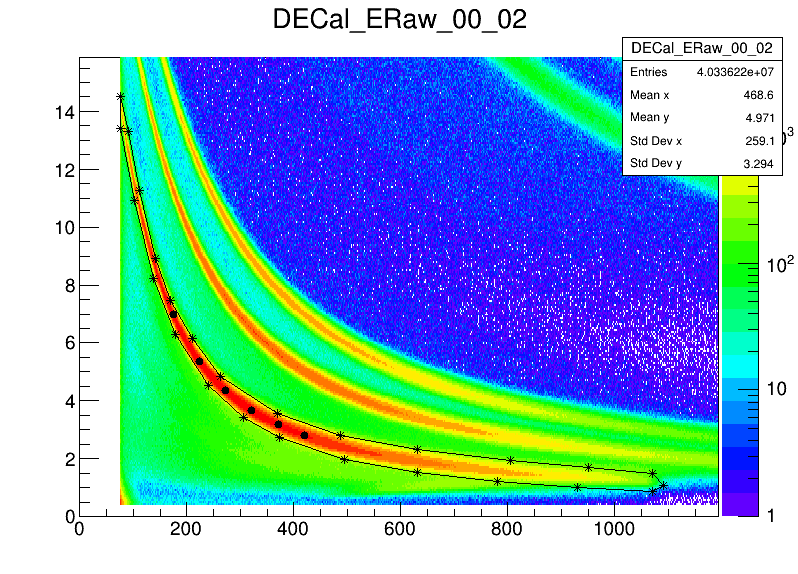 DECal_ERaw_00_02
DECal_ERaw_00_02
Entries 4.033622e+07
Mean x 468.6
Mean y 4.971
Std Dev x 259.1
Std Dev y 3.294
14
12
10
8
6
4
2
0
0 200 400 600 800 1000
10²
10
1